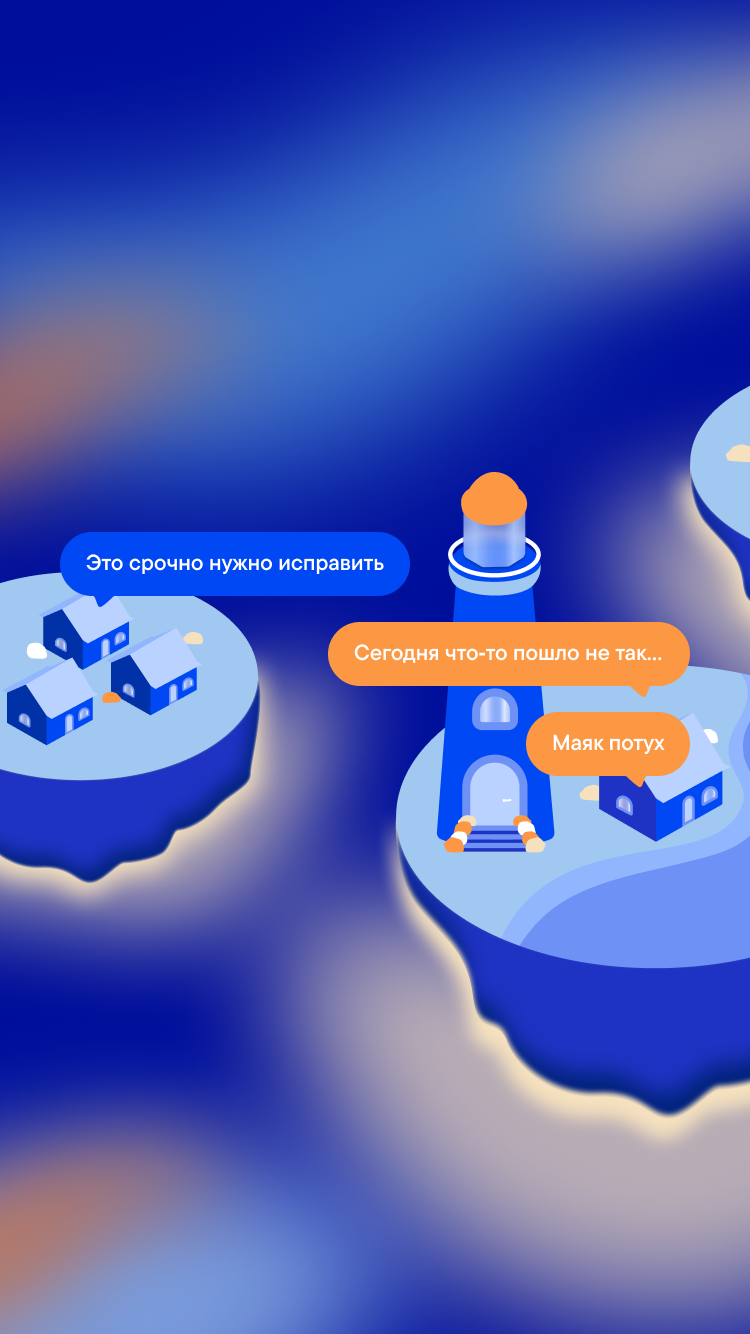 Это срочно нужно исправить
Сегодня что-то пошло не так...
Маяк потух